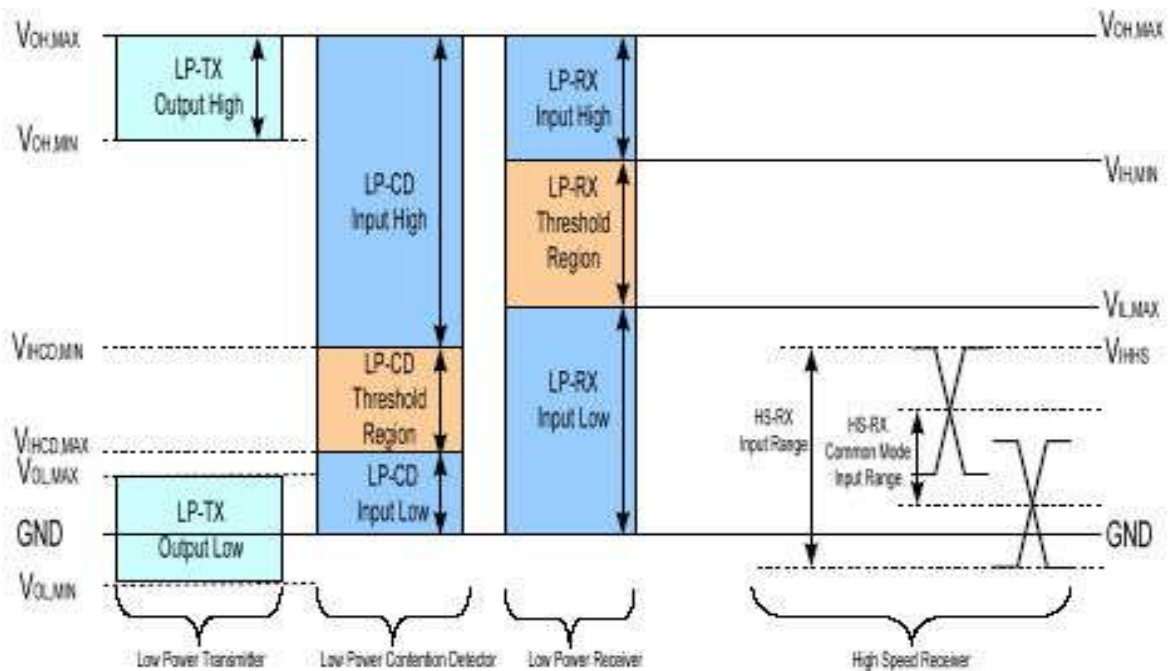 VOH,MAX
LP-TX
Output High
VOH,MIN
VIHCD,MIN
VIHCD,MAX
VOL,MAX
LP-TX
Output Low
GND
VOL,MIN
LP-CD
Input High
LP-CD
Threshold
Region
LP-CD
Input Low
LP-RX
Input High
LP-RX
Threshold
Region
LP-RX
Input Low
HS-RX
Input Range
HS-RX
Common Mode
Input Range
VOH,MAX
VIH,MIN
VIL,MAX
VIHHS
GND
Low Power Transmitter
Low Power Contention Detector
Low Power Receiver
High Speed Receiver